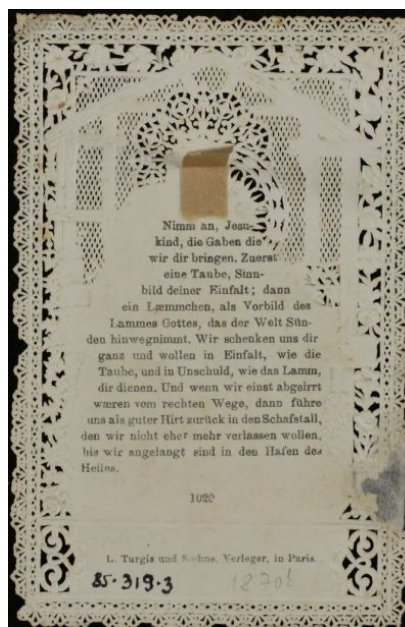 Nimm an, Jesu-
kind, die Gaben die
wir dir bringen. Zuerst
eine Taube, Sinn-
bild deiner Einfalt; dann
ein Læmmchen, als Vorbild des
Lammes Gottes, das der Welt Sün-
den hinwegnimmt. Wir schenken uns dir
ganz und wollen in Einfalt, wie die
Taube, und in Unschuld, wie das Lamm,
dir dienen. Und wenn wir einst abgeirrt
wæren vom rechten Wege, dann führe
uns als guter Hirt zurück in den Schafstall,
den wir nicht eher mehr verlassen wollen,
bis wir angelangt sind in den Hafen des
Heiles.
1020
L. Turgis und Sœhne, Verleger, in Paris
85-319-3